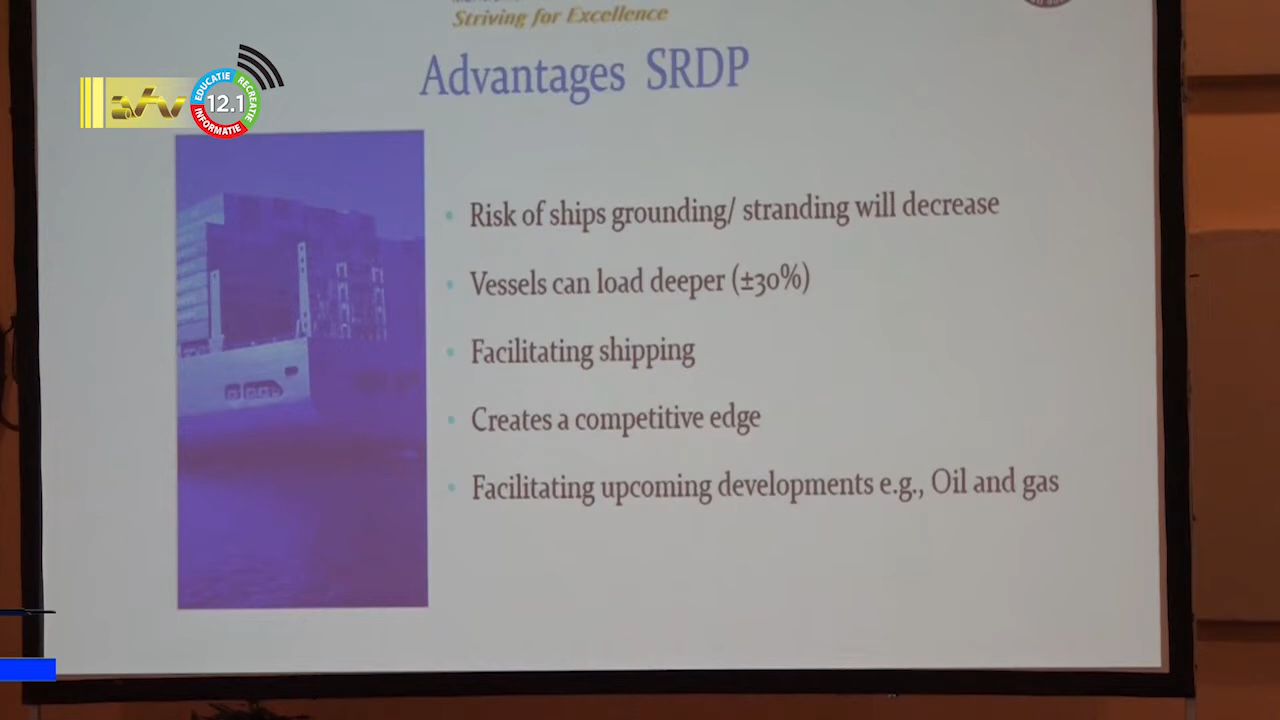 Striving for Excellence
Advantages SRDP
EDUCATIE
RECREATIE
INFORMATIE
12.1
Risk of ships grounding/ stranding will decrease
Vessels can load deeper (±30%)
Facilitating shipping
Creates a competitive edge
Facilitating upcoming developments e.g., Oil and gas